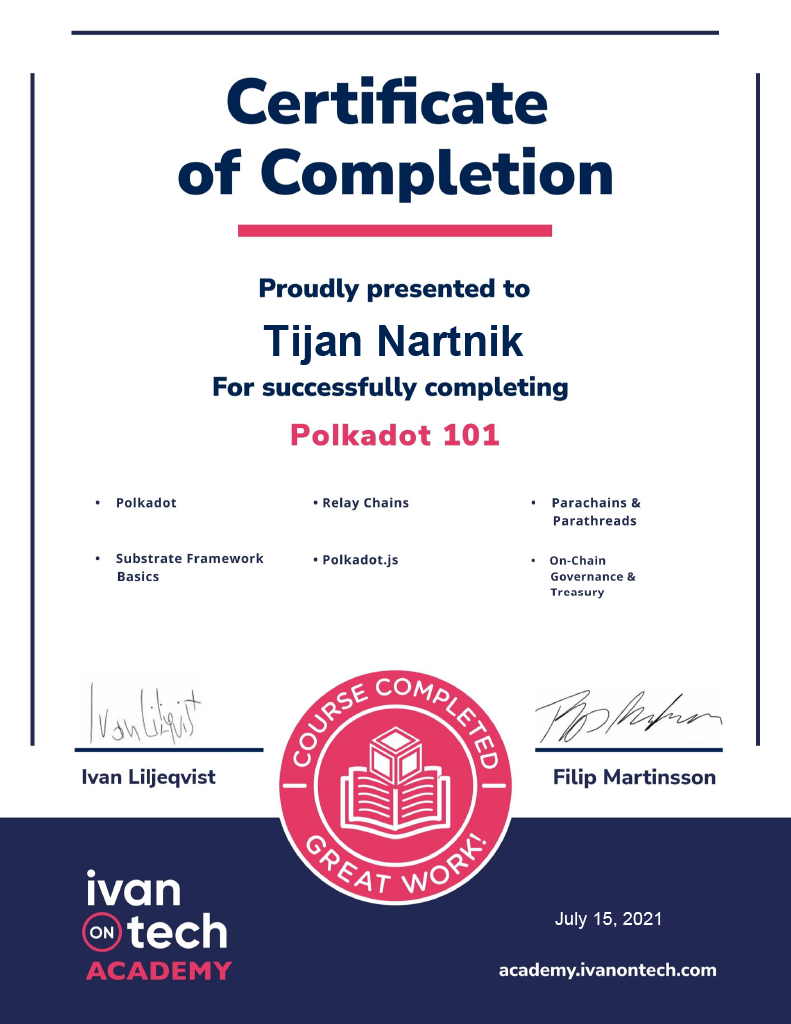 Certificate
of Completion
Proudly presented to
Tijan Nartnik
For successfully completing
Polkadot 101
• Polkadot
• Relay Chains
• Parachains &
Parathreads
• Substrate Framework
Basics
• Polkadot.js
• On-Chain
Governance &
Treasury
Ivan Liljeqvist
Ivan Liljeqvist
Filip Martinsson
COURSE COMPLETED
GREAT WORK!
ivan
ON tech
ACADEMY
July 15, 2021
academy.ivanontech.com